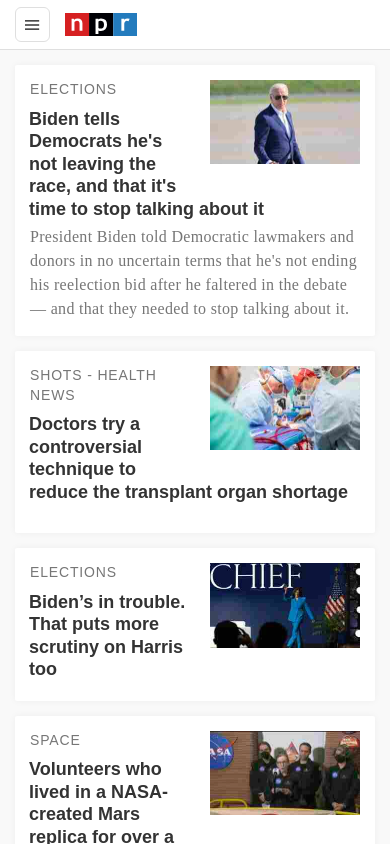 npr
ELECTIONS
Biden tells
Democrats he's
not leaving the
race, and that it's
time to stop talking about it
President Biden told Democratic lawmakers and
donors in no uncertain terms that he's not ending
his reelection bid after he faltered in the debate
— and that they needed to stop talking about it.
SHOTS - HEALTH
NEWS
Doctors try a
controversial
technique to
reduce the transplant organ shortage
ELECTIONS
Biden’s in trouble.
That puts more
scrutiny on Harris
too
CHIEF
SPACE
Volunteers who
lived in a NASA-
created Mars
replica for over a
NASA